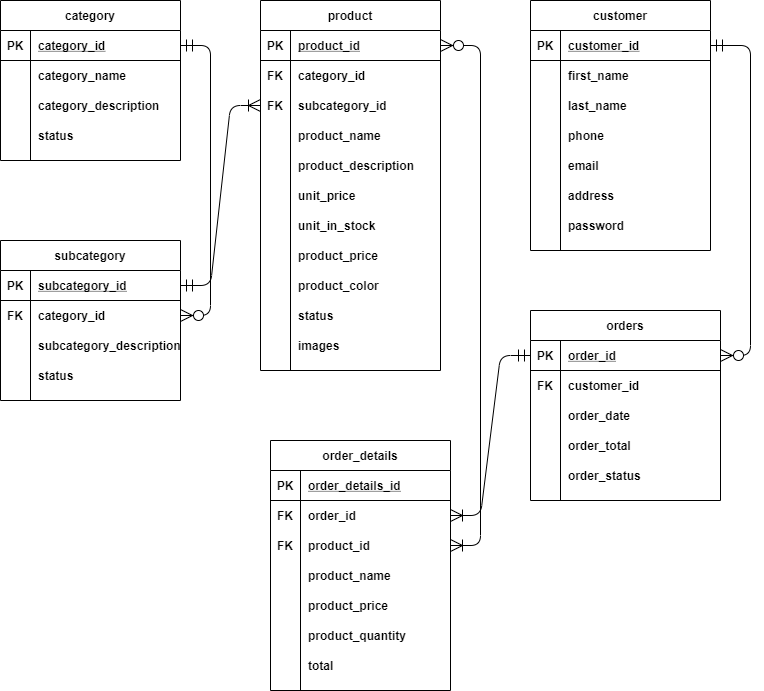 category
PK category_id
category_name
category_description
status
subcategory
PK subcategory_id
FK category_id
subcategory_description
status
product
PK product_id
FK category_id
FK subcategory_id
product_name
product_description
unit_price
unit_in_stock
product_price
product_color
status
images
customer
PK customer_id
first_name
last_name
phone
email
address
password
orders
PK order_id
FK customer_id
order_date
order_total
order_status
order_details
PK order_details_id
FK order_id
FK product_id
product_name
product_price
product_quantity
total